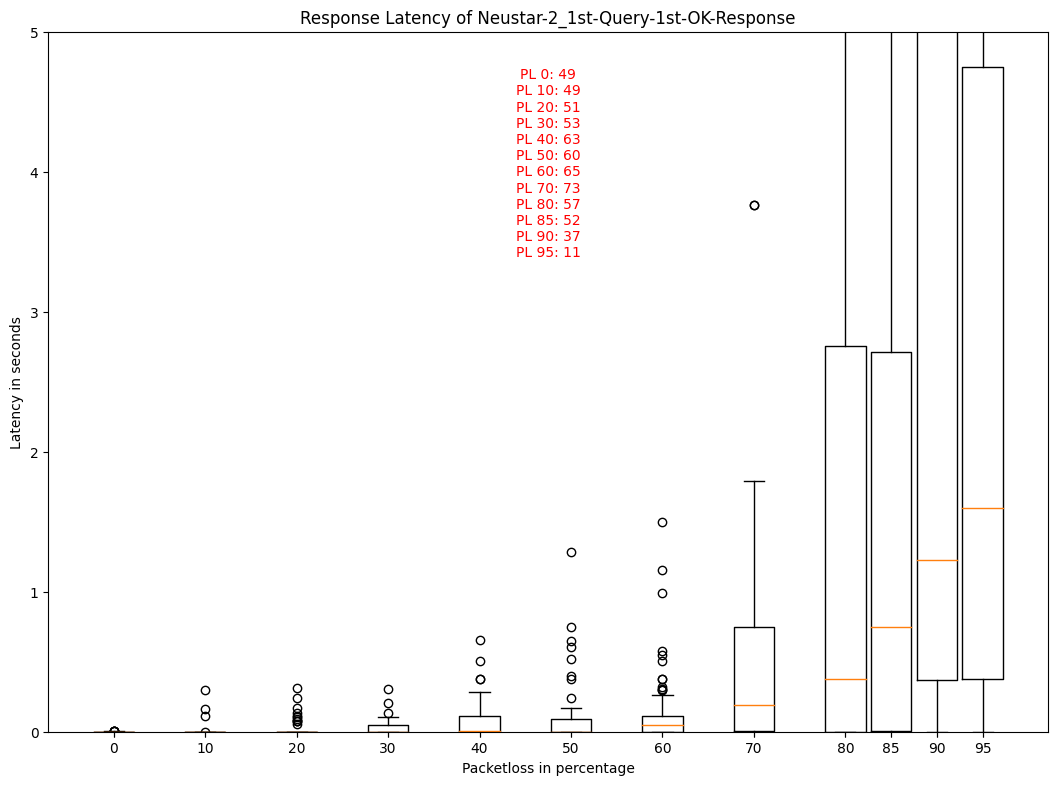 Response Latency of Neustar-2_1st-Query-1st-OK-Response
5
4
3
2
1
0
Latency in seconds
PL 0: 49
PL 10: 49
PL 20: 51
PL 30: 53
PL 40: 63
PL 50: 60
PL 60: 65
PL 70: 73
PL 80: 57
PL 85: 52
PL 90: 37
PL 95: 11
0 10 20 30 40 50 60 70 80 85 90 95
Packetloss in percentage